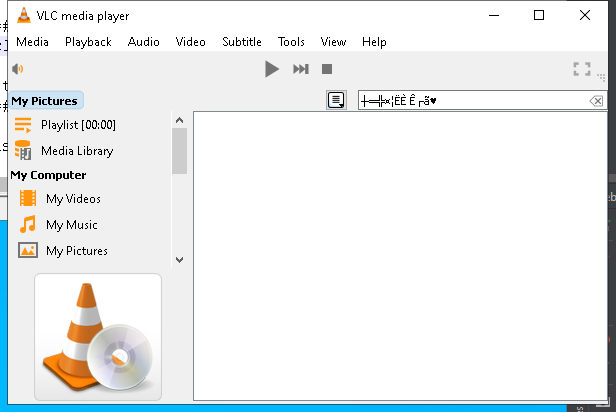 VLC media player
Media Playback Audio Video Subtitle Tools View Help
My Pictures
┼═╬¤¦ËÈ Ê┌ã♥
Playlist [00:00]
Media Library
My Computer
My Videos
My Music
My Pictures